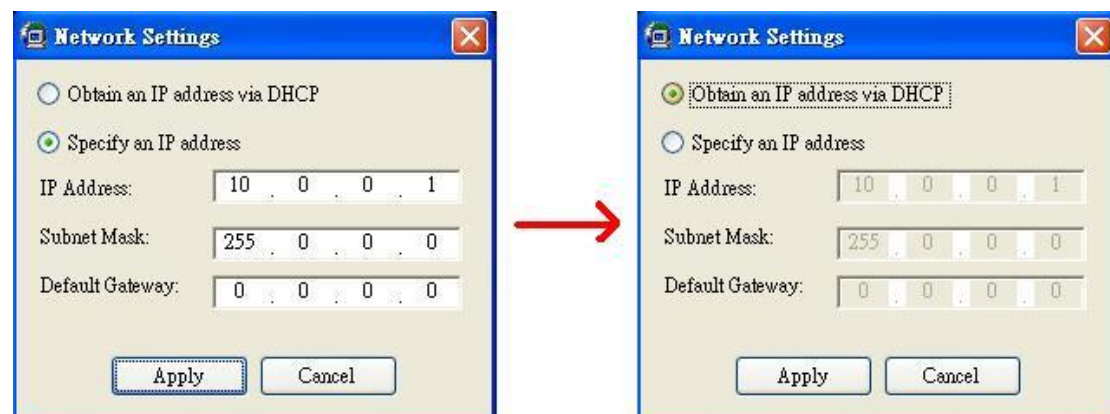 Network Settings
Obtain an IP address via DHCP
Specify an IP address
IP Address: 10 . 0 . 0 . 1
Subnet Mask: 255 . 0 . 0 . 0
Default Gateway: 0 . 0 . 0 . 0
Apply Cancel
Network Settings
Obtain an IP address via DHCP
Specify an IP address
IP Address: 10 . 0 . 0 . 1
Subnet Mask: 255 . 0 . 0 . 0
Default Gateway: 0 . 0 . 0 . 0
Apply Cancel